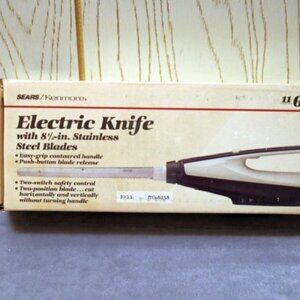 SEARS/Kenmore
11
Electric Knife
with 8½-in. Stainless
Steel Blades
• Easy-grip contoured handle
• Push-button blade release
• Two-switch safety control
• Two-position blade...cut
horizontally and vertically
without turning handle